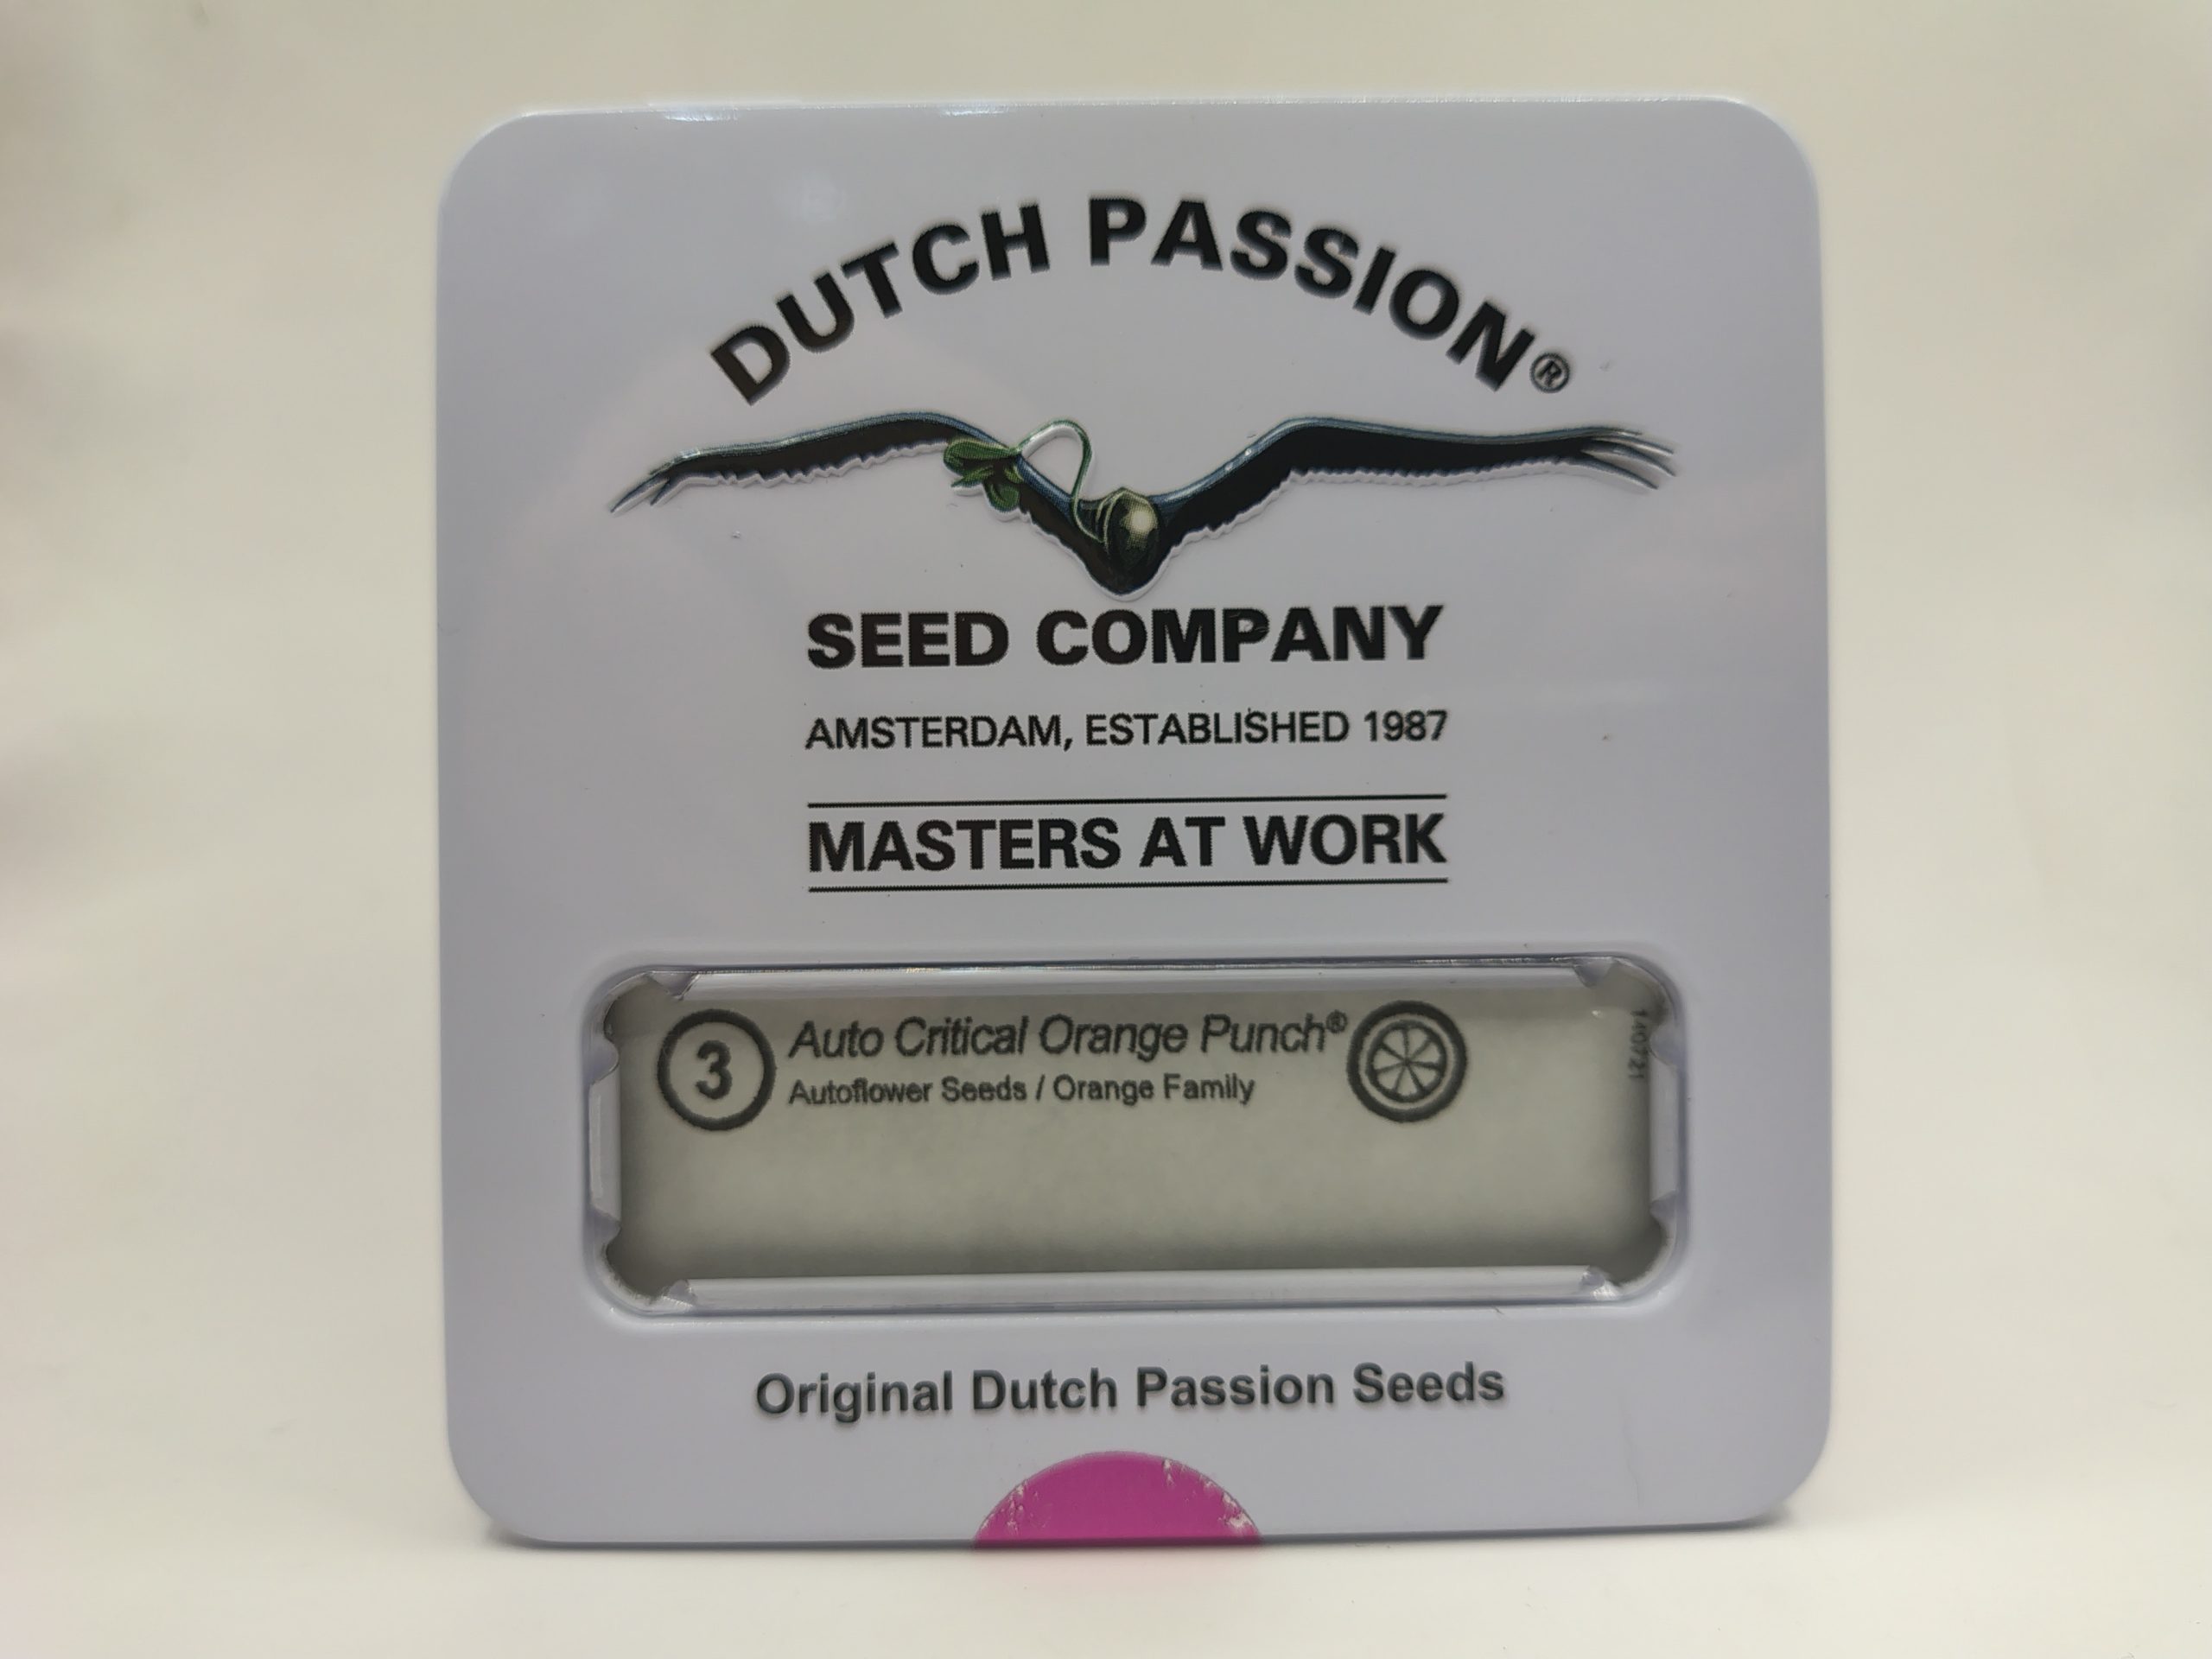 DUTCH PASSION®
SEED COMPANY
AMSTERDAM, ESTABLISHED 1987
MASTERS AT WORK
3
Auto Critical Orange Punch®
Autoflower Seeds / Orange Family
140721
Original Dutch Passion Seeds